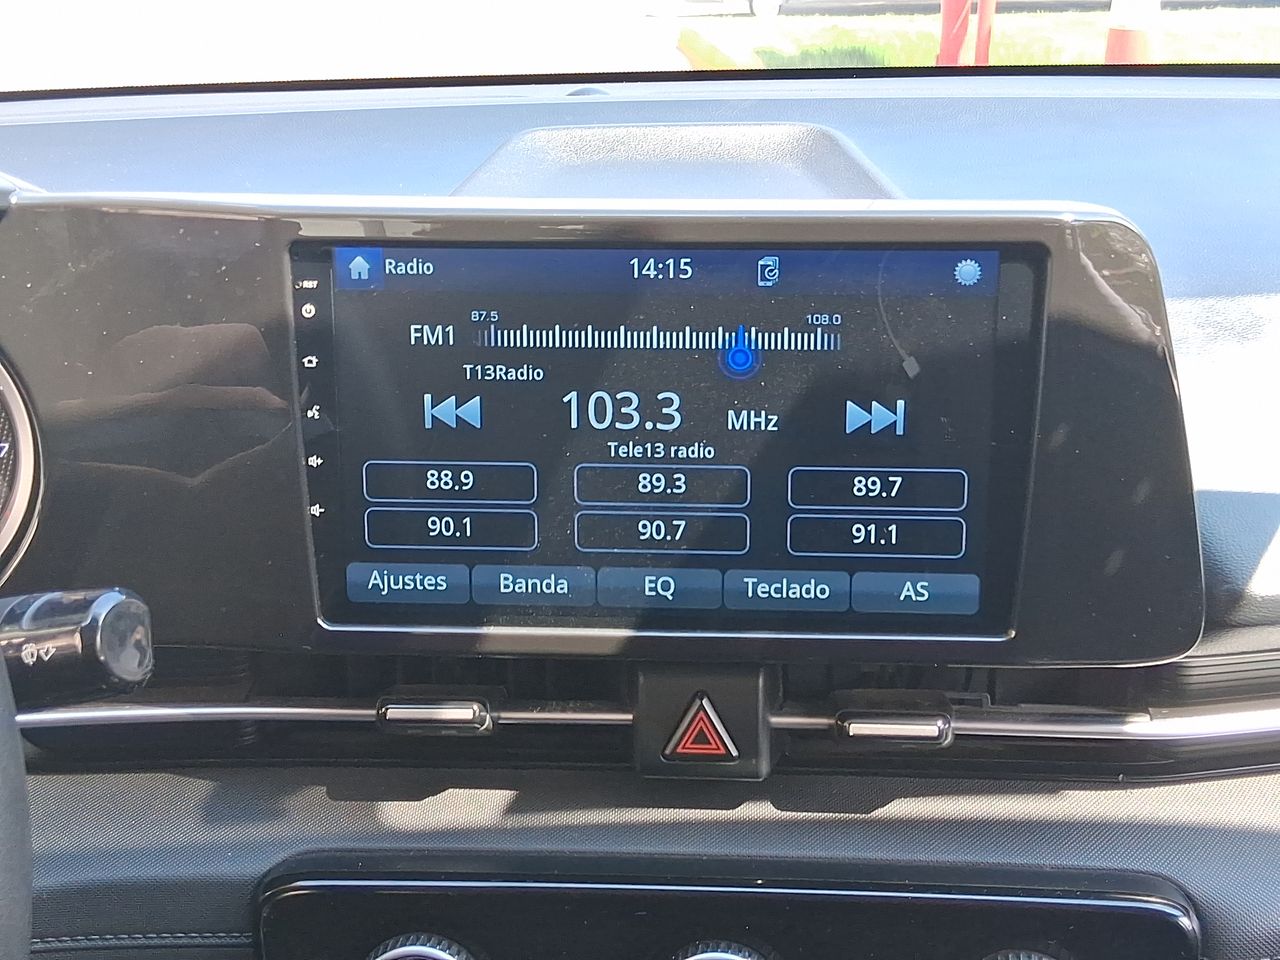 Radio
14:15
RST
87.5
108.0
FM1
T13Radio
103.3 MHz
Tele13 radio
88.9 89.3 89.7
90.1 90.7 91.1
Ajustes Banda EQ Teclado AS